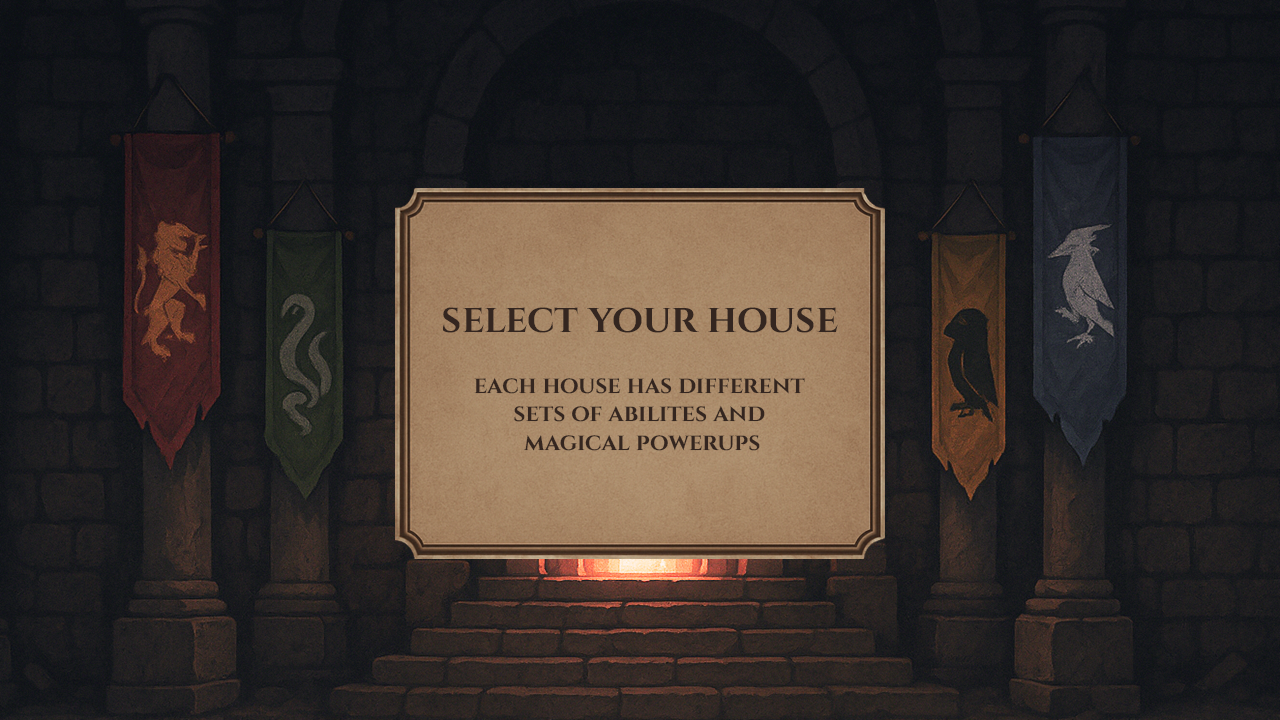 SELECT YOUR HOUSE
EACH HOUSE HAS DIFFERENT
SETS OF ABILITES AND
MAGICAL POWERUPS